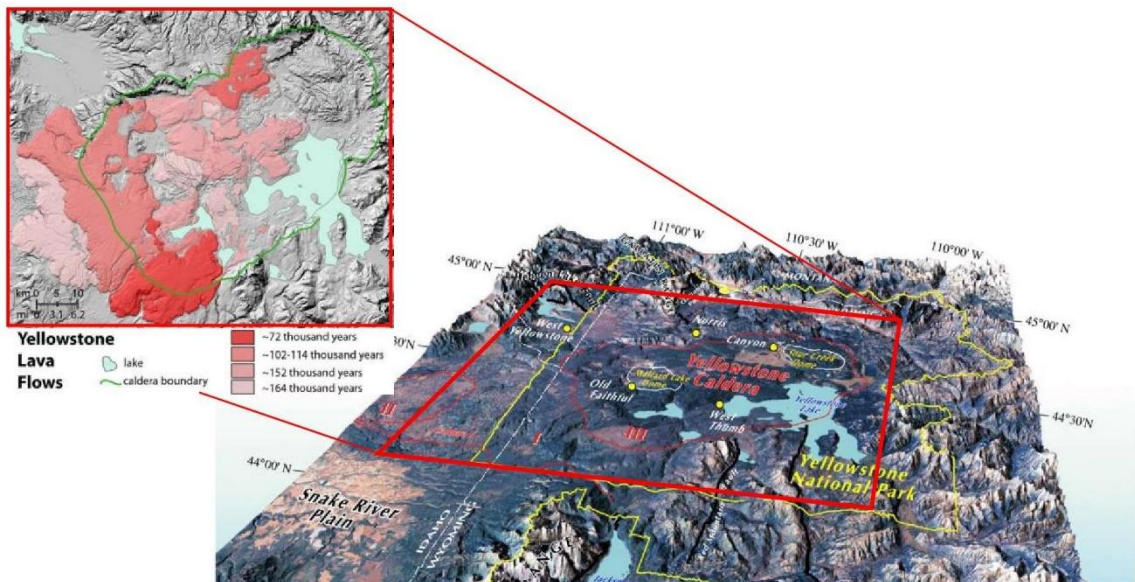 km 0 5 10
mi 0 3.1 6.2
Yellowstone
Lava
Flows
lake
caldera boundary
~72 thousand years
~102-114 thousand years
~152 thousand years
~164 thousand years
111°00' W
110°30' W
110°00' W
45°00' N
45°00' N
MONTANA
West
Yellowstone
Norris
Canyon
Sour Creek
Dome
Yellowstone
Caldera
Mallard Lake
Dome
Old
Faithful
West
Thumb
Yellowstone
Lake
II
I
III
44°30' N
44°00' N
Yellowstone
National Park
Snake River
Plain
IDAHO
WYOMING